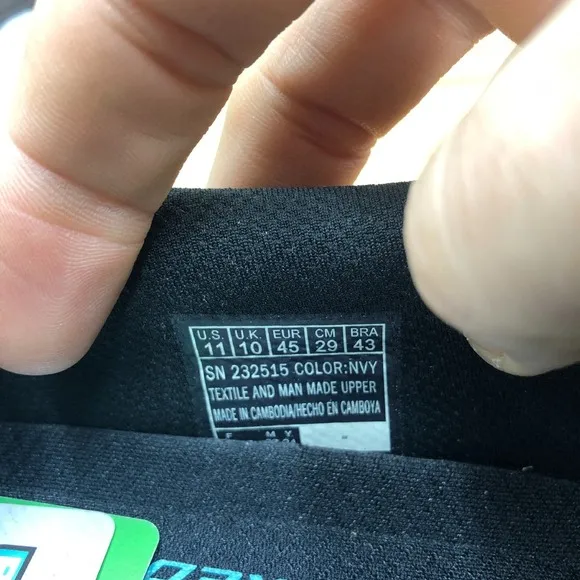 U.S. U.K. EUR CM BRA
11 10 45 29 43
SN 232515 COLOR:NVY
TEXTILE AND MAN MADE UPPER
MADE IN CAMBODIA/HECHO EN CAMBOYA